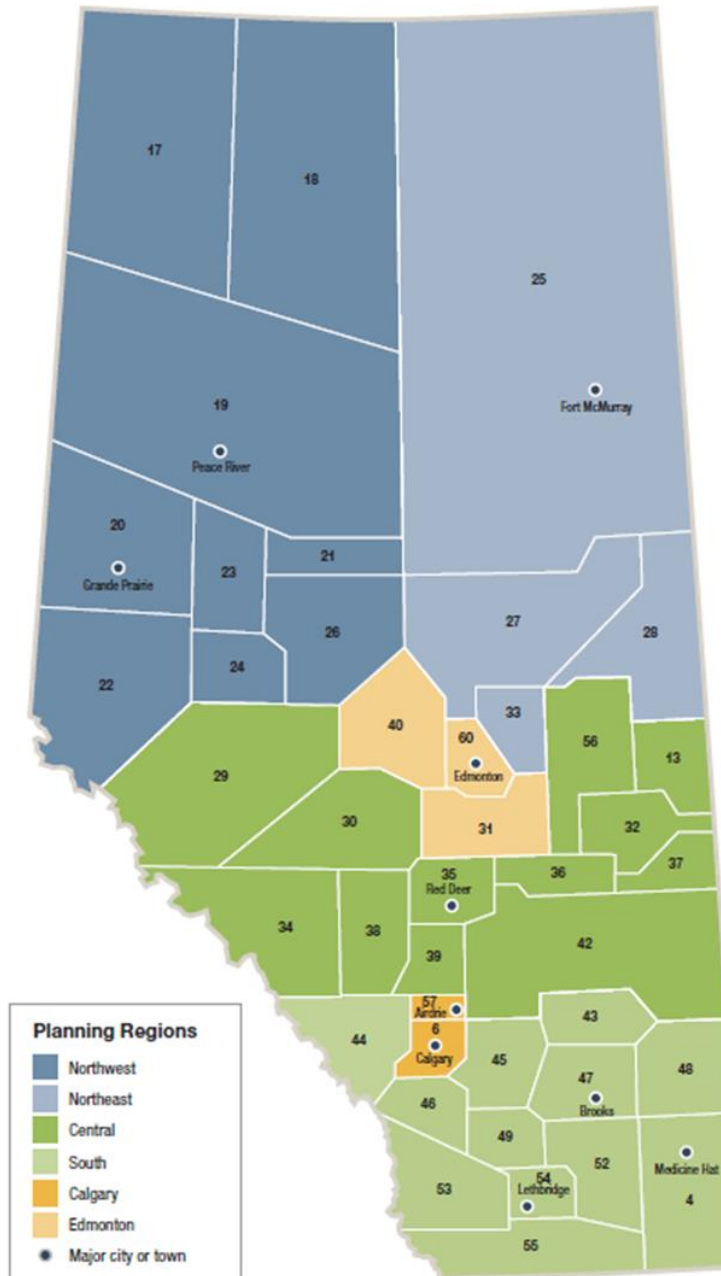 17
18
25
Fort McMurray
19
Peace River
20
Grande Prairie
23
21
26
27
28
22
24
40
33
60
Edmonton
56
13
29
30
31
32
35
Red Deer
36
37
34
38
39
42
57
Airdrie
6
Calgary
44
45
43
47
Brooks
48
46
49
52
Medicine Hat
4
53
54
Lethbridge
55
Planning Regions
Northwest
Northeast
Central
South
Calgary
Edmonton
Major city or town